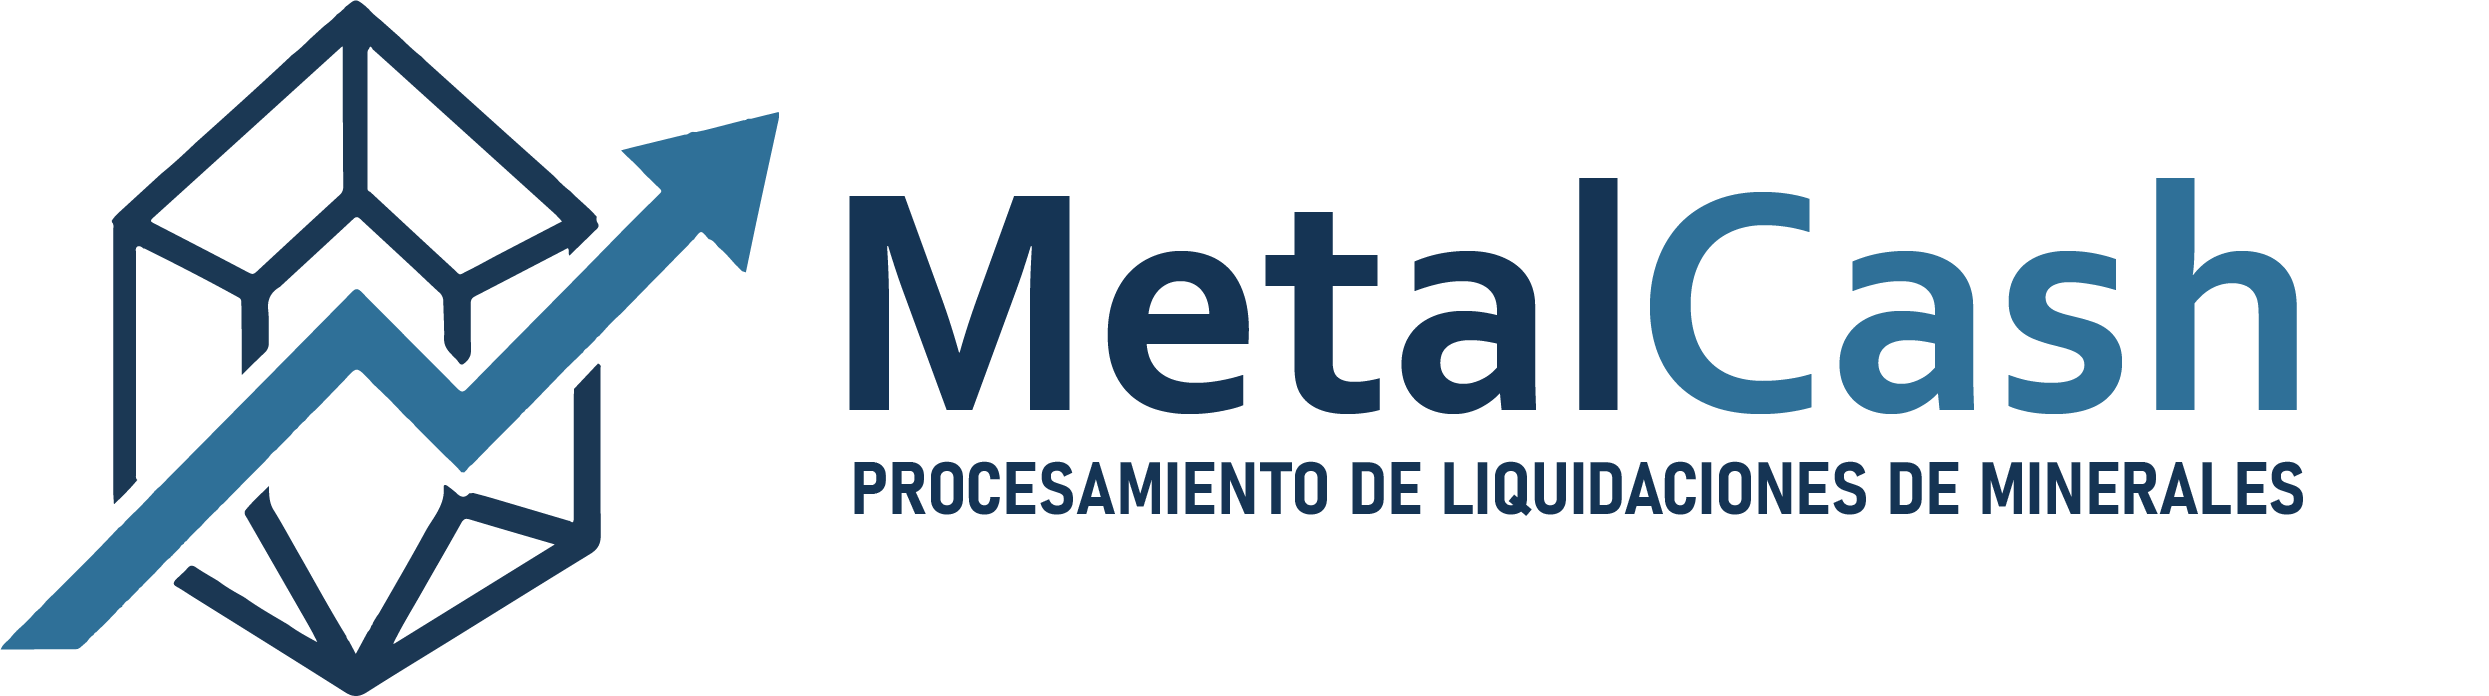 MetalCash
PROCESAMIENTO DE LIQUIDACIONES DE MINERALES